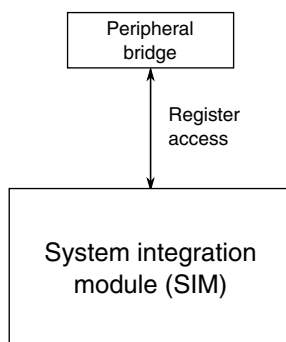 Peripheral
bridge
Register
access
System integration
module (SIM)